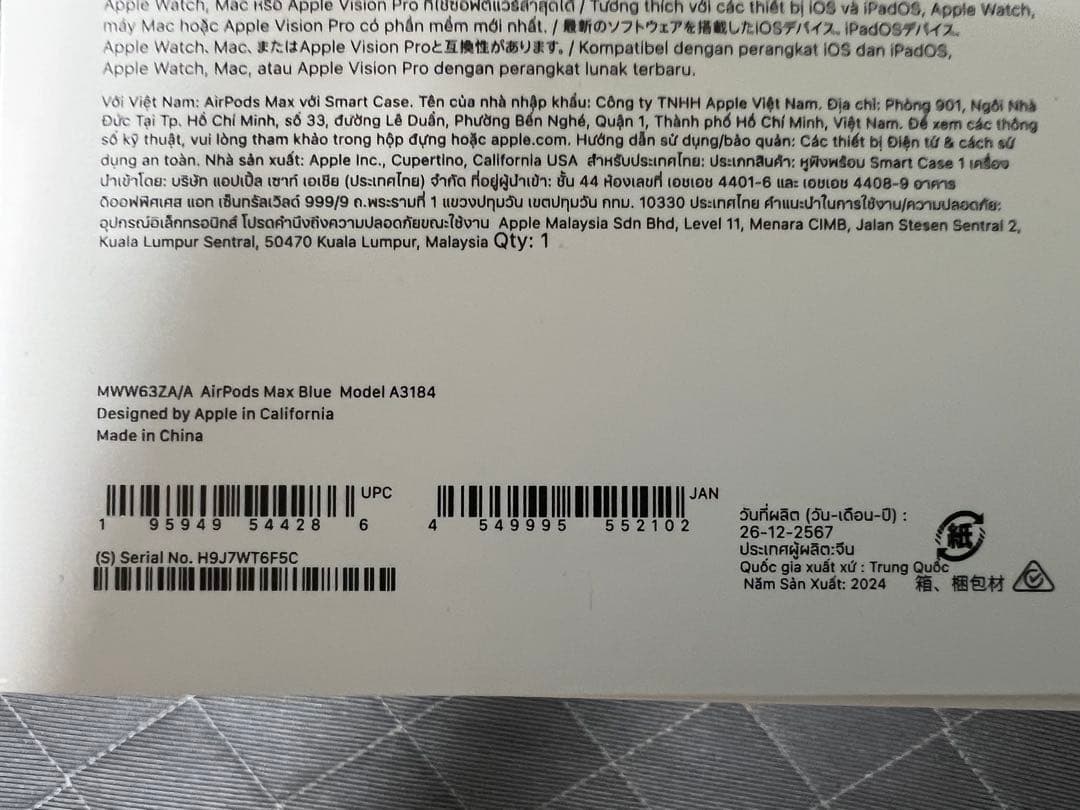 Apple Watch, Mac หรือ Apple Vision Pro ที่ใช้ซอฟต์แวร์ล่าสุดได้ / Tương thích với các thiết bị iOS và iPadOS, Apple Watch,
máy Mac hoặc Apple Vision Pro có phần mềm mới nhất. / 最新のソフトウェアを搭載したiOSデバイス、iPadOSデバイス、
Apple Watch、Mac、またはApple Vision Proと互換性があります。/ Kompatibel dengan perangkat iOS dan iPadOS,
Apple Watch, Mac, atau Apple Vision Pro dengan perangkat lunak terbaru.
Với Việt Nam: AirPods Max với Smart Case. Tên của nhà nhập khẩu: Công ty TNHH Apple Việt Nam. Địa chỉ: Phòng 901, Ngôi Nhà
Đức Tại Tp. Hồ Chí Minh, số 33, đường Lê Duẩn, Phường Bến Nghé, Quận 1, Thành phố Hồ Chí Minh, Việt Nam. Để xem các thông
số kỹ thuật, vui lòng tham khảo trong hộp đựng hoặc apple.com. Hướng dẫn sử dụng/bảo quản: Các thiết bị Điện tử & cách sử
dụng an toàn. Nhà sản xuất: Apple Inc., Cupertino, California USA สำหรับประเทศไทย: ประเภทสินค้า: หูฟังพร้อม Smart Case 1 เครื่อง
นำเข้าโดย: บริษัท แอปเปิ้ล เซาท์ เอเชีย (ประเทศไทย) จำกัด ที่อยู่ผู้นำเข้า: ชั้น 44 ห้องเลขที่ เอชเอช 4401-6 และ เอชเอช 4408-9 อาคาร
ดิออฟฟิศเศส แอท เซ็นทรัลเวิลด์ 999/9 ถ.พระรามที่ 1 แขวงปทุมวัน เขตปทุมวัน กทม. 10330 ประเทศไทย คำแนะนำในการใช้งาน/ความปลอดภัย:
อุปกรณ์อิเล็กทรอนิกส์ โปรดคำนึงถึงความปลอดภัยขณะใช้งาน Apple Malaysia Sdn Bhd, Level 11, Menara CIMB, Jalan Stesen Sentral 2,
Kuala Lumpur Sentral, 50470 Kuala Lumpur, Malaysia Qty: 1
MWW63ZA/A AirPods Max Blue Model A3184
Designed by Apple in California
Made in China
UPC
1 95949 54428 6
JAN
4 549995 552102
(S) Serial No. H9J7WT6F5C
วันที่ผลิต (วัน-เดือน-ปี) :
26-12-2567
ประเทศผู้ผลิต:จีน
Quốc gia xuất xứ : Trung Quốc
Năm Sản Xuất: 2024
紙
箱、梱包材